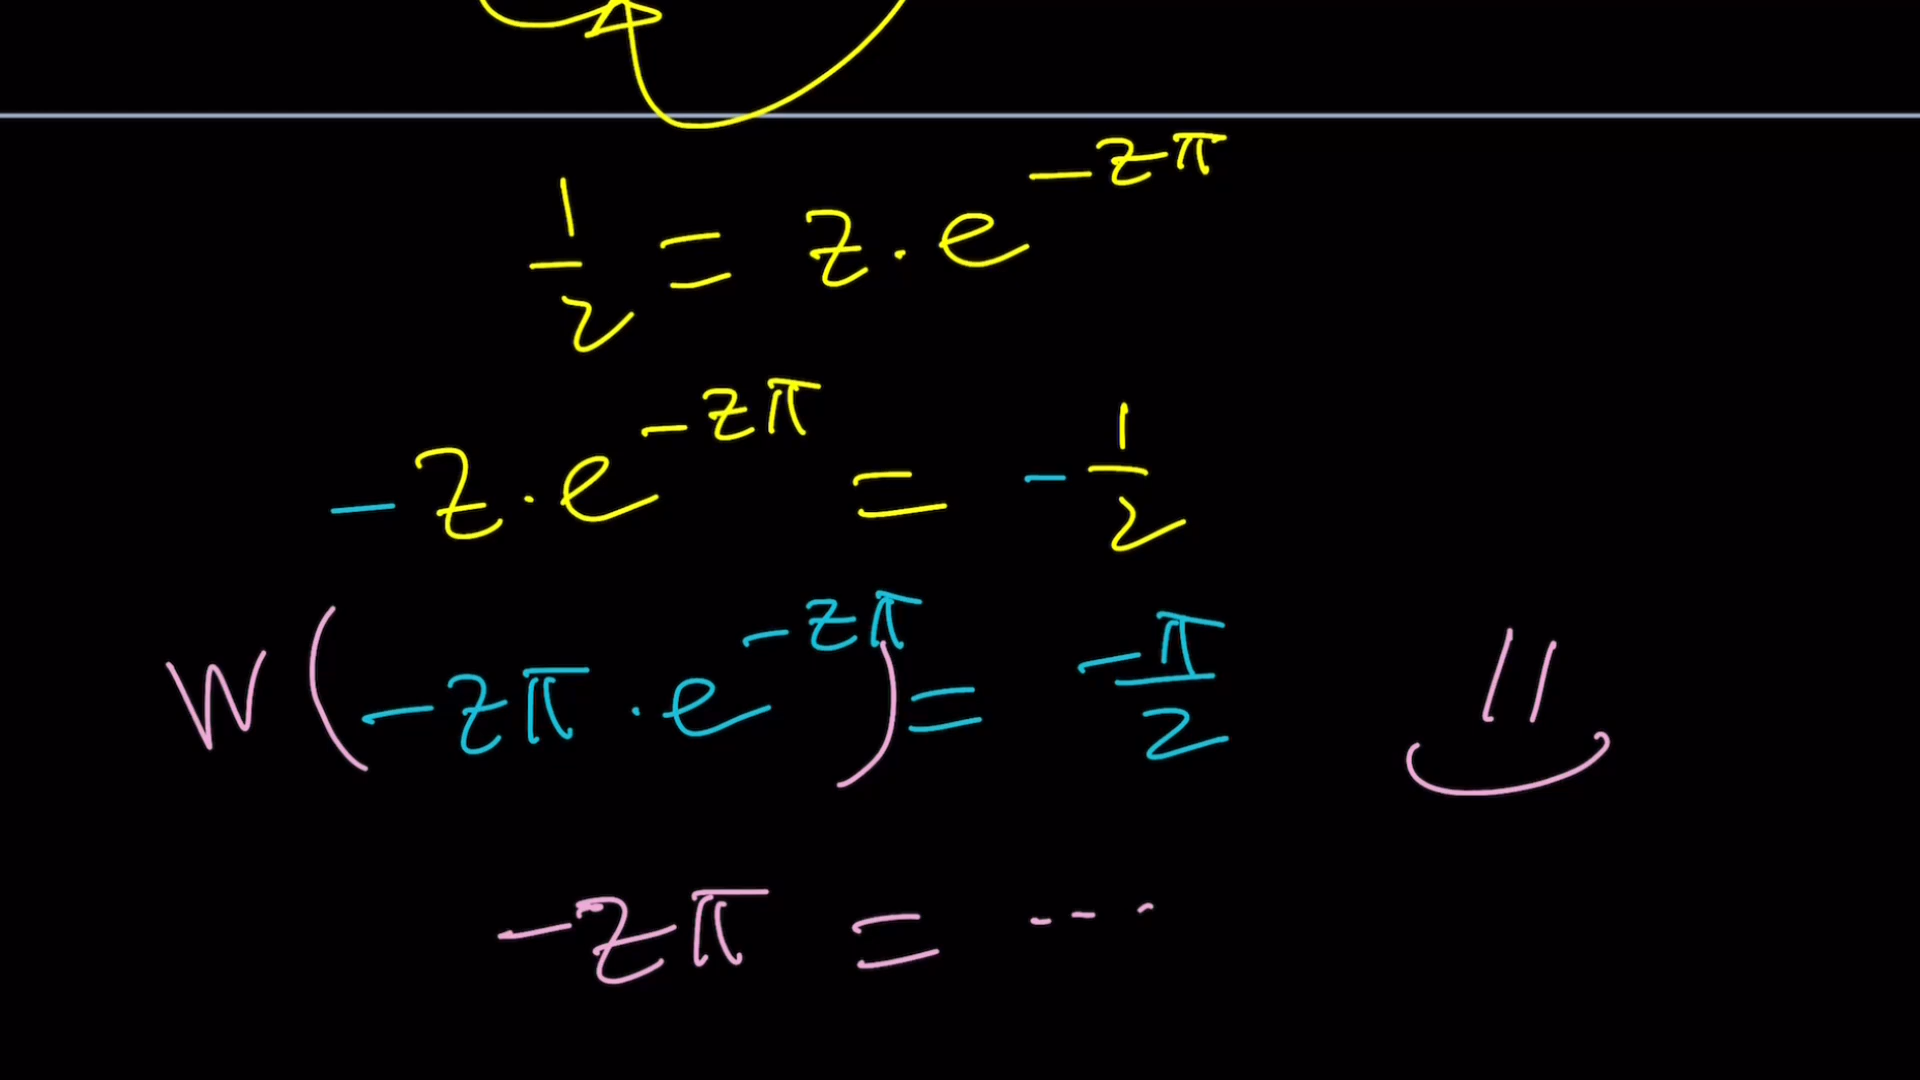 1/2 = z · e^(-zπ)
-z · e^(-zπ) = -1/2
W(-zπ · e^(-zπ)) = -π/2
-zπ = ...